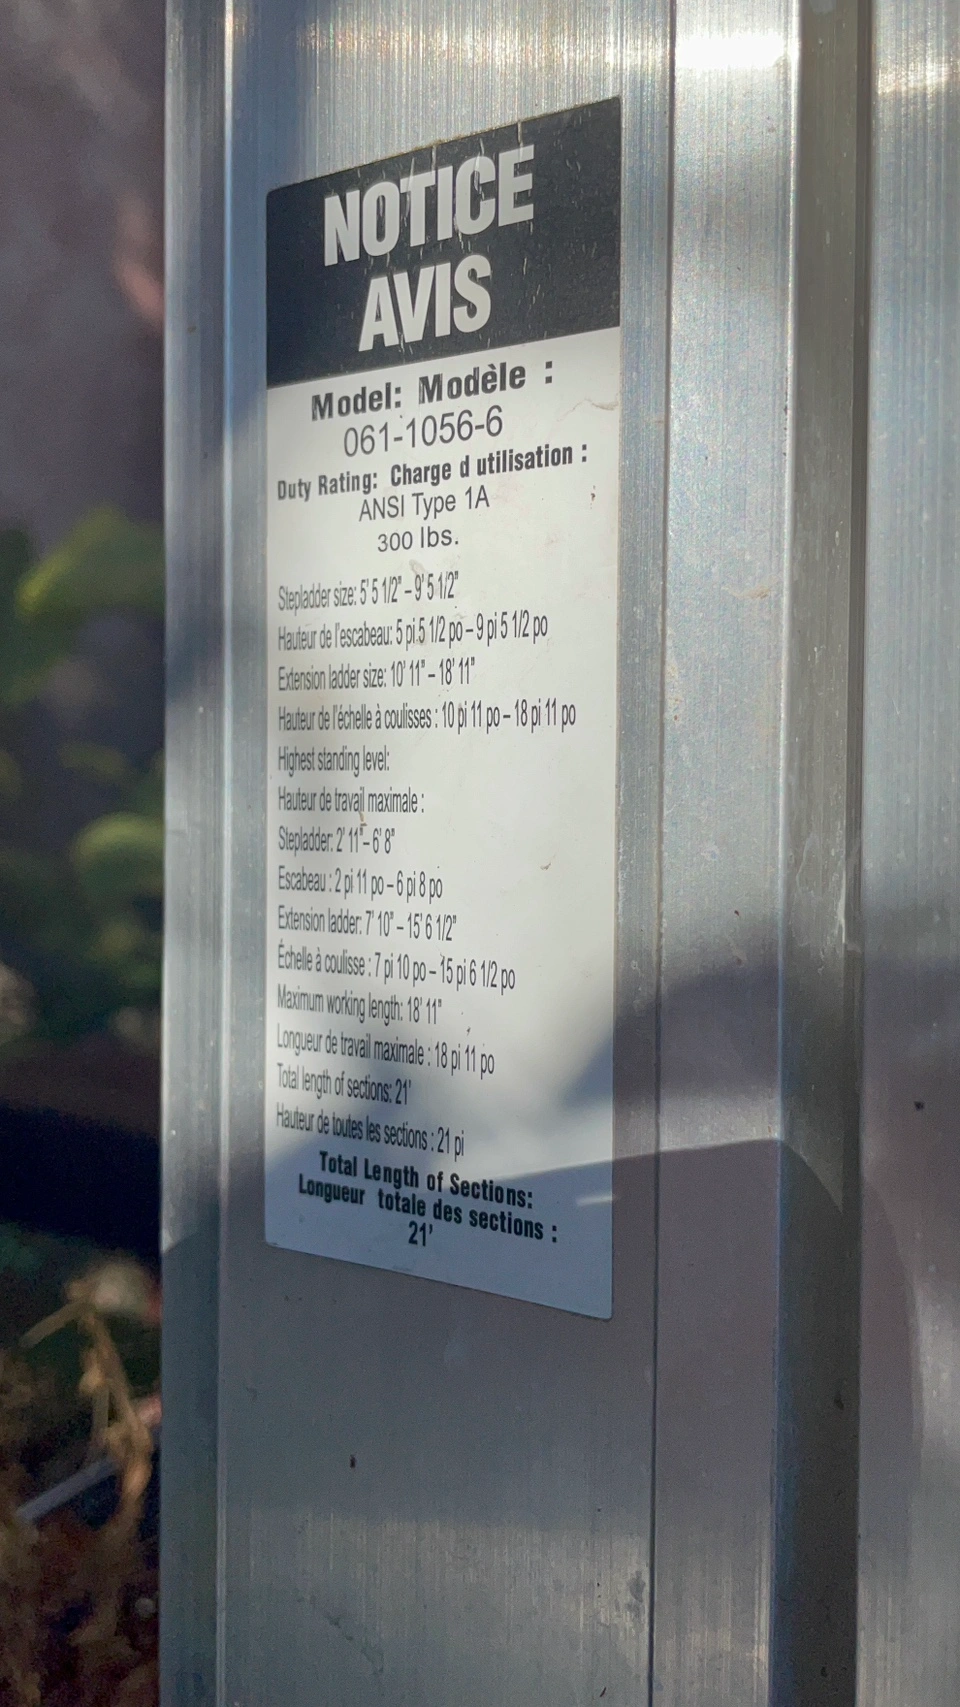 NOTICE
AVIS
Model: Modèle :
061-1056-6
Duty Rating: Charge d utilisation :
ANSI Type 1A
300 lbs.
Stepladder size: 5' 5 1/2" – 9' 5 1/2"
Hauteur de l'escabeau: 5 pi 5 1/2 po – 9 pi 5 1/2 po
Extension ladder size: 10' 11" – 18' 11"
Hauteur de l'échelle à coulisses : 10 pi 11 po – 18 pi 11 po
Highest standing level:
Hauteur de travail maximale :
Stepladder: 2' 11" – 6' 8"
Escabeau : 2 pi 11 po – 6 pi 8 po
Extension ladder: 7' 10" – 15' 6 1/2"
Échelle à coulisse : 7 pi 10 po – 15 pi 6 1/2 po
Maximum working length: 18' 11"
Longueur de travail maximale : 18 pi 11 po
Total length of sections: 21'
Hauteur de toutes les sections : 21 pi
Total Length of Sections:
Longueur totale des sections :
21'